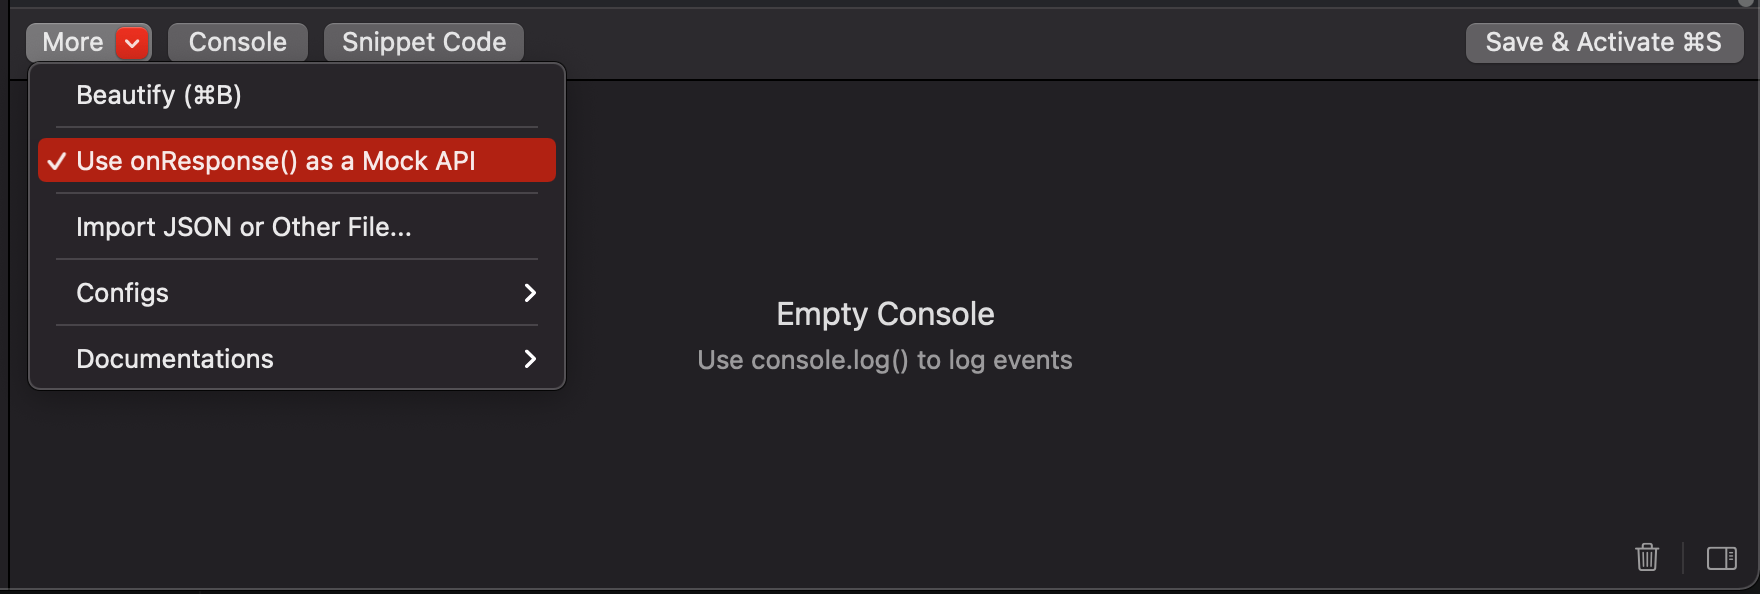 More
Console
Snippet Code
Save & Activate ⌘S
Beautify (⌘B)
✓ Use onResponse() as a Mock API
Import JSON or Other File...
Configs
Documentations
Empty Console
Use console.log() to log events